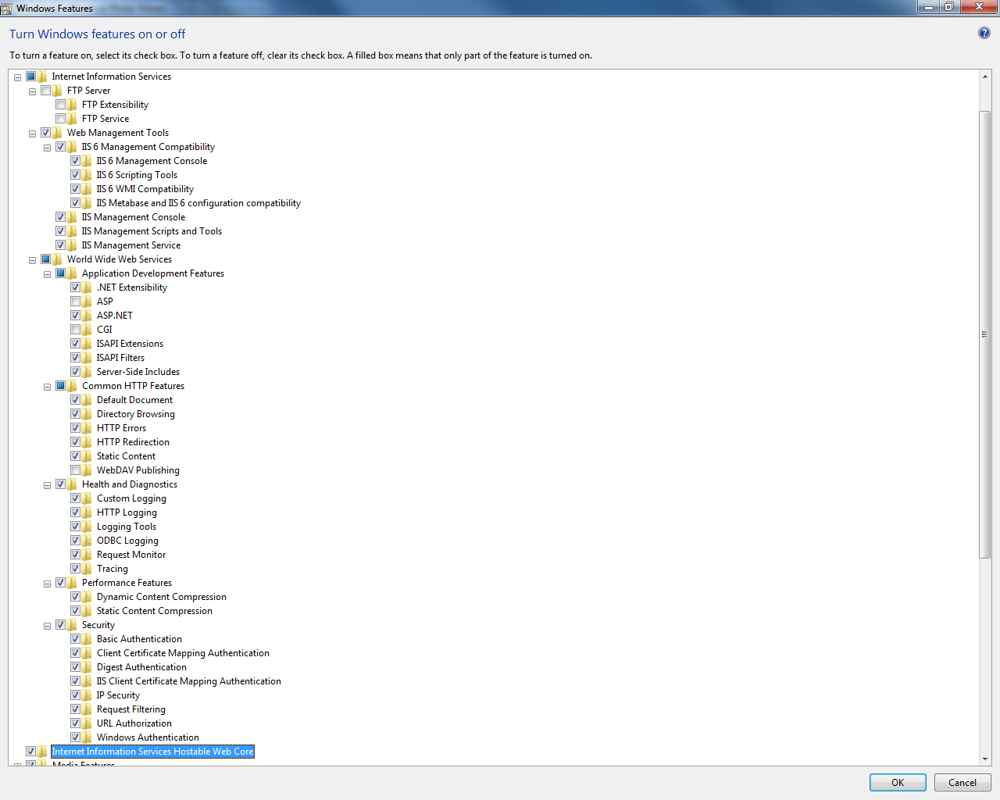 Windows Features
Turn Windows features on or off
To turn a feature on, select its check box. To turn a feature off, clear its check box. A filled box means that only part of the feature is turned on.
Internet Information Services
FTP Server
FTP Extensibility
FTP Service
Web Management Tools
IIS 6 Management Compatibility
IIS 6 Management Console
IIS 6 Scripting Tools
IIS 6 WMI Compatibility
IIS Metabase and IIS 6 configuration compatibility
IIS Management Console
IIS Management Scripts and Tools
IIS Management Service
World Wide Web Services
Application Development Features
.NET Extensibility
ASP
ASP.NET
CGI
ISAPI Extensions
ISAPI Filters
Server-Side Includes
Common HTTP Features
Default Document
Directory Browsing
HTTP Errors
HTTP Redirection
Static Content
WebDAV Publishing
Health and Diagnostics
Custom Logging
HTTP Logging
Logging Tools
ODBC Logging
Request Monitor
Tracing
Performance Features
Dynamic Content Compression
Static Content Compression
Security
Basic Authentication
Client Certificate Mapping Authentication
Digest Authentication
IIS Client Certificate Mapping Authentication
IP Security
Request Filtering
URL Authorization
Windows Authentication
Internet Information Services Hostable Web Core
Media Features
OK Cancel